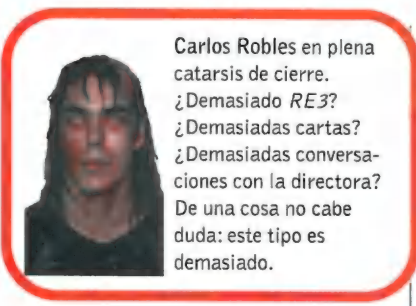 Carlos Robles en plena
catarsis de cierre.
¿Demasiado RE3?
¿Demasiadas cartas?
¿Demasiadas conversa-
ciones con la directora?
De una cosa no cabe
duda: este tipo es
demasiado.